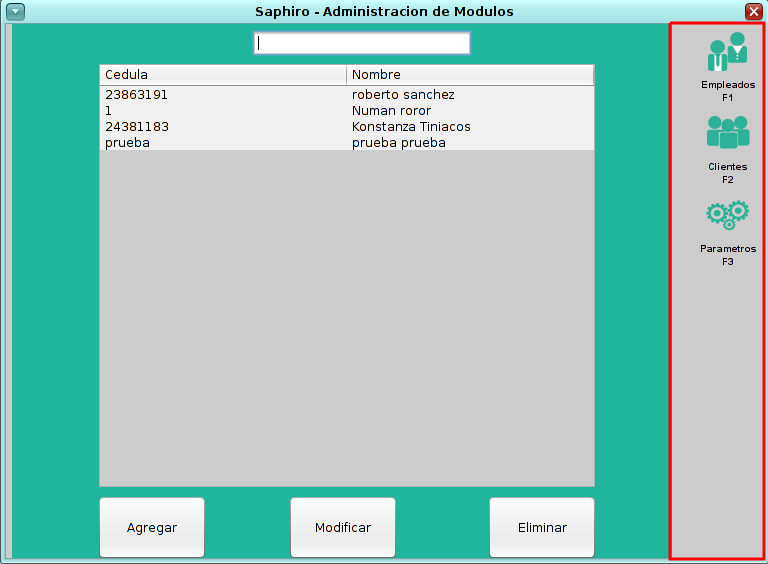 Saphiro - Administracion de Modulos
Cedula Nombre
23863191 roberto sanchez
1 Numan roror
24381183 Konstanza Tiniacos
prueba prueba prueba
Agregar Modificar Eliminar
Empleados
F1
Clientes
F2
Parametros
F3